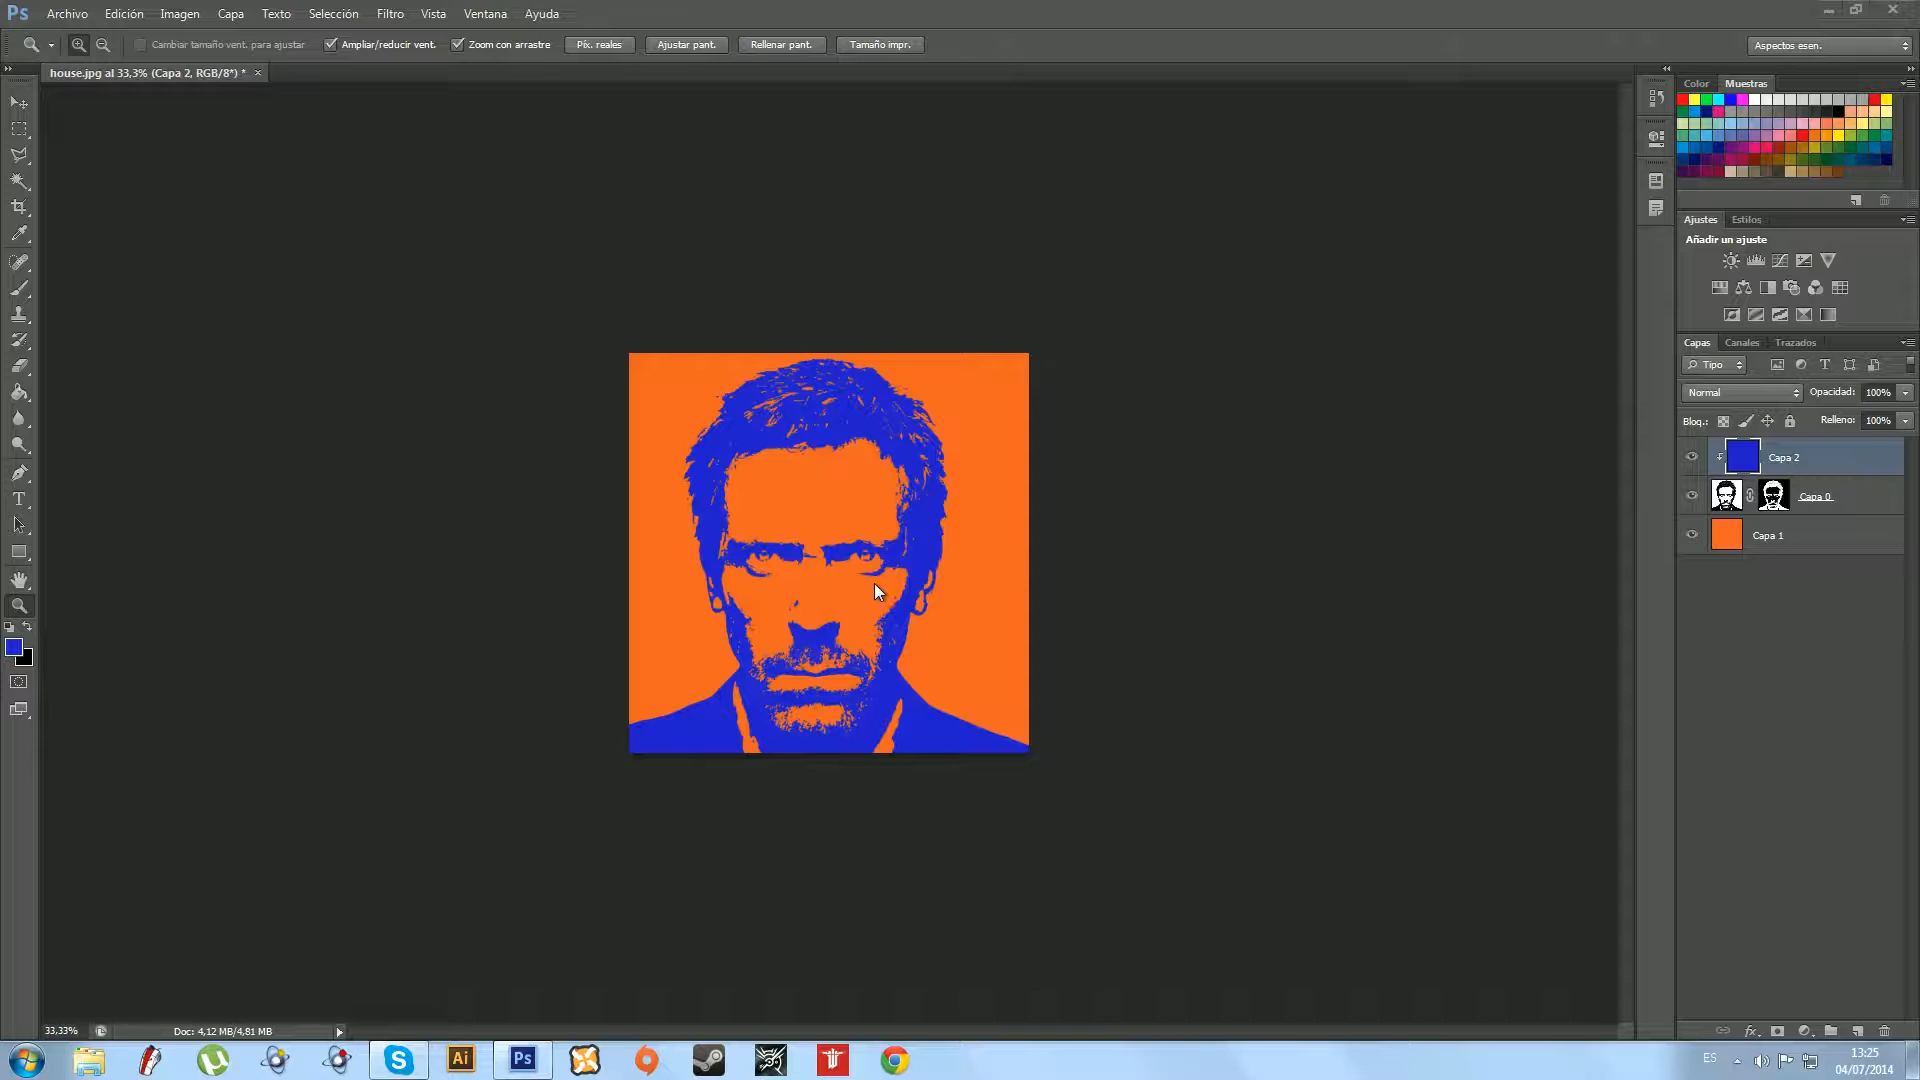 Ps Archivo Edición Imagen Capa Texto Selección Filtro Vista Ventana Ayuda
Cambiar tamaño vent. para ajustar Ampliar/reducir vent. Zoom con arrastre Píx. reales Ajustar pant. Rellenar pant. Tamaño impr. Aspectos esen.
house.jpg al 33,3% (Capa 2, RGB/8*) * ×
Color Muestras
Ajustes Estilos
Añadir un ajuste
Capas Canales Trazados
Tipo
Normal Opacidad: 100%
Bloq.: Relleno: 100%
Capa 2
Capa 0
Capa 1
T
33,33% Doc: 4,12 MB/4,81 MB
fx
Ai Ps
ES 13:25
04/07/2014